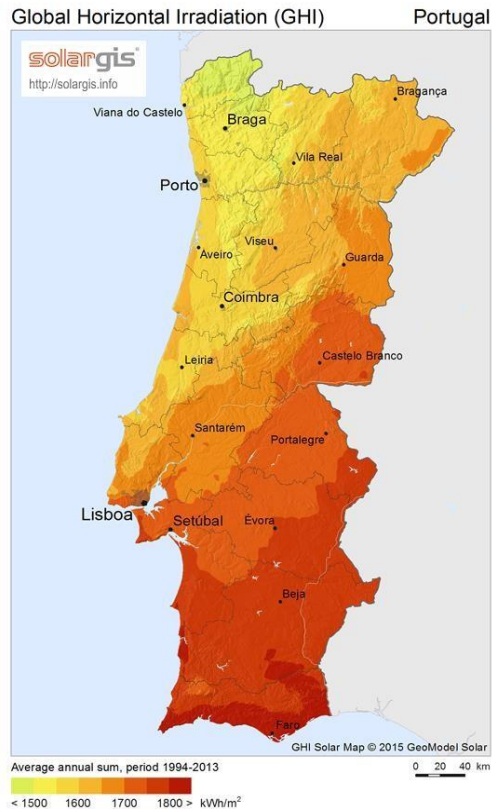 Global Horizontal Irradiation (GHI) Portugal
solargis®
http://solargis.info
Bragança
Viana do Castelo
Braga
Vila Real
Porto
Viseu
Aveiro
Guarda
Coimbra
Castelo Branco
Leiria
Santarém
Portalegre
Lisboa
Setúbal
Évora
Beja
Faro
GHI Solar Map © 2015 GeoModel Solar
Average annual sum, period 1994-2013
0 20 40 km
< 1500 1600 1700 1800 > kWh/m²